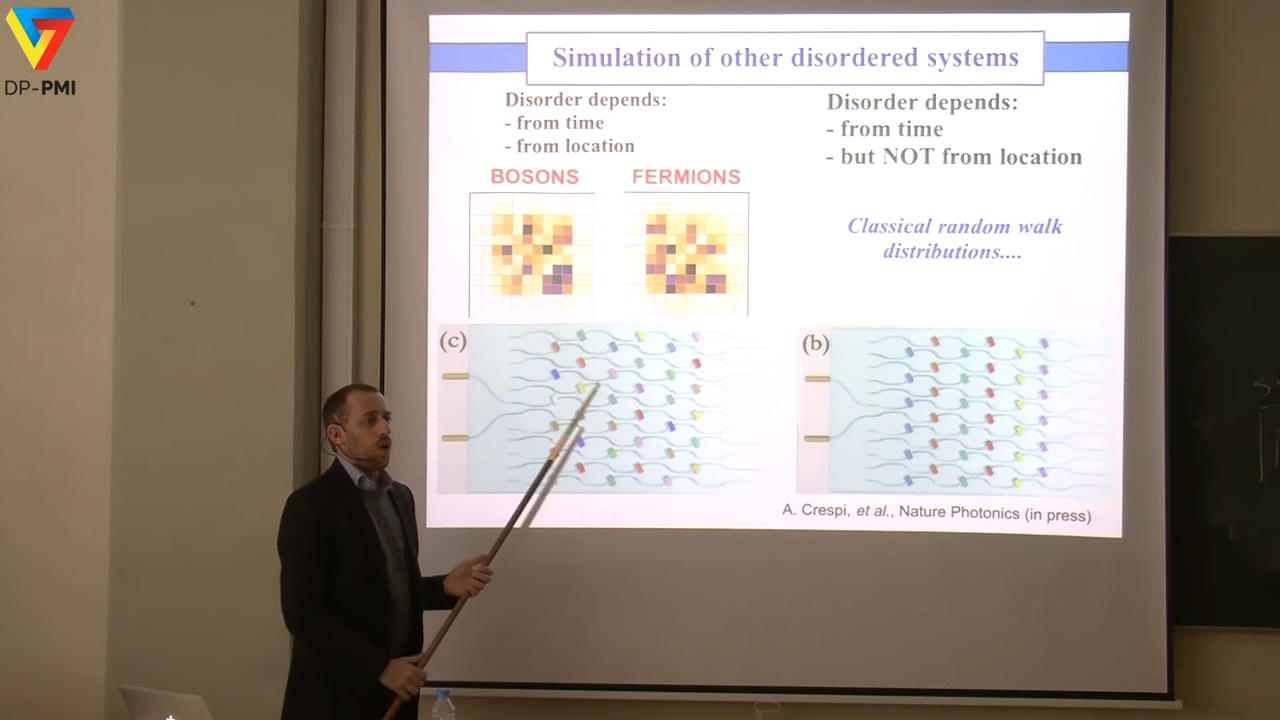 DP-PMI
Simulation of other disordered systems
Disorder depends:
- from time
- from location
BOSONS
FERMIONS
Disorder depends:
- from time
- but NOT from location
Classical random walk
distributions....
(c)
(b)
A. Crespi, et al., Nature Photonics (in press)